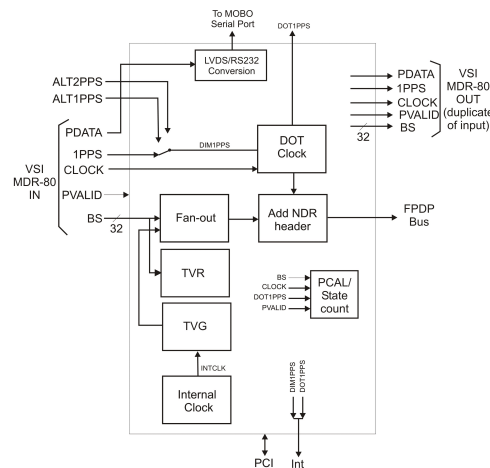 To MOBO
Serial Port
DOT1PPS
LVDS/RS232
Conversion
ALT2PPS
ALT1PPS
PDATA
1PPS
CLOCK
PVALID
BS
32
VSI
MDR-80
IN
DIM1PPS
DOT
Clock
PDATA
1PPS
CLOCK
PVALID
BS
32
VSI
MDR-80
OUT
(duplicate
of input)
Fan-out
Add NDR
header
FPDP
Bus
TVR
TVG
INTCLK
Internal
Clock
BS
CLOCK
DOT1PPS
PVALID
PCAL/
State
count
DIM1PPS
DOT1PPS
PCI
Int